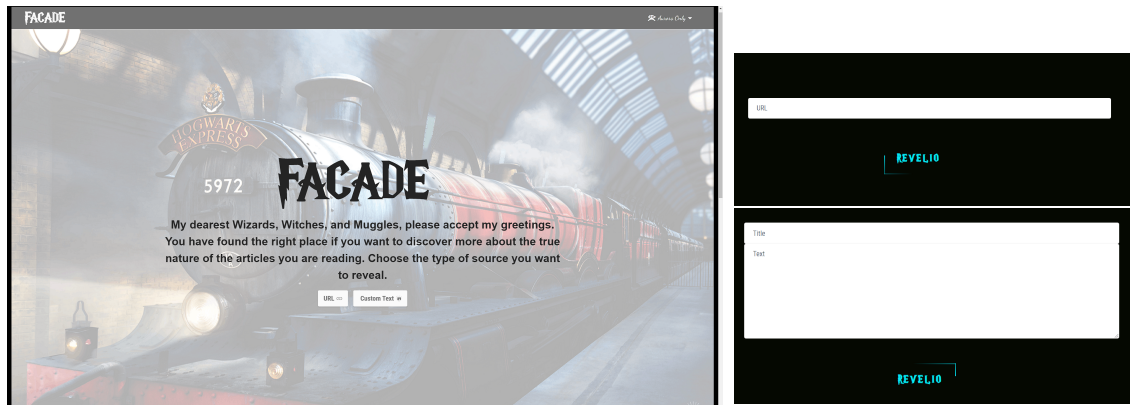 FACADE
Aurors Only
HOGWARTS
EXPRESS
5972
FACADE
My dearest Wizards, Witches, and Muggles, please accept my greetings.
You have found the right place if you want to discover more about the true
nature of the articles you are reading. Choose the type of source you want
to reveal.
URL
Custom Text
URL
REVELIO
Title
Text
REVELIO